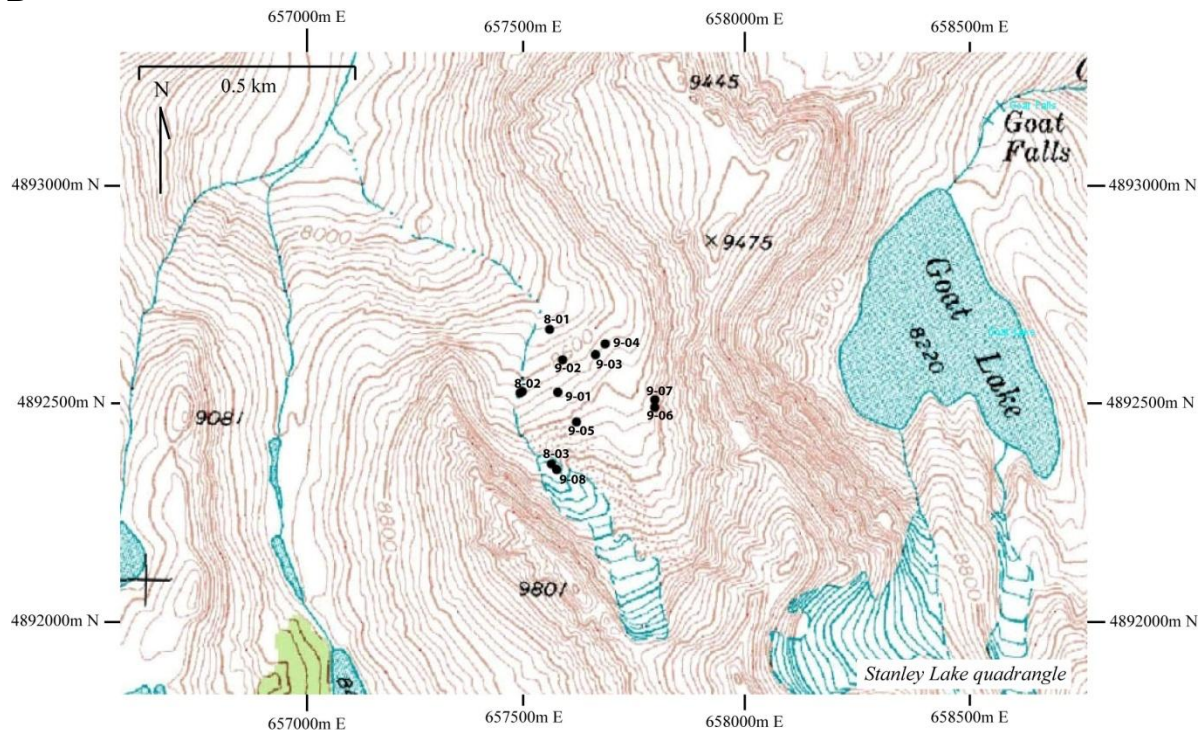 657000m E
657500m E
658000m E
658500m E
0.5 km
N
9445
Goat Falls
Goat
Falls
4893000m N
4893000m N
8000
×9475
Goat
Lake
8220
8-01
9-04
9-02
9-03
8-02
9-01
9-07
9-06
9-05
8-03
9-08
4892500m N
4892500m N
9081
8800
9801
4892000m N
4892000m N
Stanley Lake quadrangle
657000m E
657500m E
658000m E
658500m E